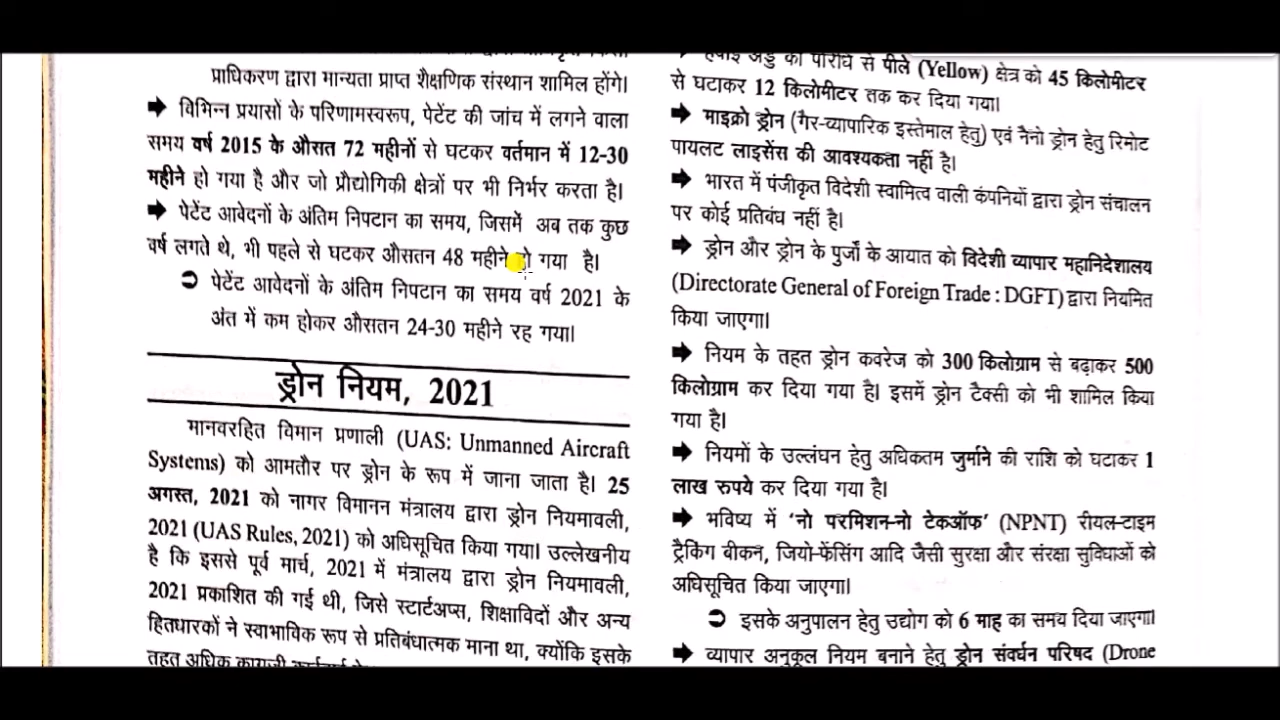 प्राधिकरण द्वारा मान्यता प्राप्त शैक्षणिक संस्थान शामिल होंगे।
➡ विभिन्न प्रयासों के परिणामस्वरूप, पेटेंट की जांच में लगने वाला
समय वर्ष 2015 के औसत 72 महीनों से घटकर वर्तमान में 12-30
महीने हो गया है और जो प्रौद्योगिकी क्षेत्रों पर भी निर्भर करता है।
➡ पेटेंट आवेदनों के अंतिम निपटान का समय, जिसमें अब तक कुछ
वर्ष लगते थे, भी पहले से घटकर औसतन 48 महीने हो गया है।
➲ पेटेंट आवेदनों के अंतिम निपटान का समय वर्ष 2021 के
अंत में कम होकर औसतन 24-30 महीने रह गया।
ड्रोन नियम, 2021
मानवरहित विमान प्रणाली (UAS: Unmanned Aircraft
Systems) को आमतौर पर ड्रोन के रूप में जाना जाता है। 25
अगस्त, 2021 को नागर विमानन मंत्रालय द्वारा ड्रोन नियमावली,
2021 (UAS Rules, 2021) को अधिसूचित किया गया। उल्लेखनीय
है कि इससे पूर्व मार्च, 2021 में मंत्रालय द्वारा ड्रोन नियमावली,
2021 प्रकाशित की गई थी, जिसे स्टार्टअप्स, शिक्षाविदों और अन्य
हितधारकों ने स्वाभाविक रूप से प्रतिबंधात्मक माना था, क्योंकि इसके
तहत अधिक कागजी
हवाई अड्डे की परिधि से पीले (Yellow) क्षेत्र को 45 किलोमीटर
से घटाकर 12 किलोमीटर तक कर दिया गया।
➡ माइक्रो ड्रोन (गैर-व्यापारिक इस्तेमाल हेतु) एवं नैनो ड्रोन हेतु रिमोट
पायलट लाइसेंस की आवश्यकता नहीं है।
➡ भारत में पंजीकृत विदेशी स्वामित्व वाली कंपनियों द्वारा ड्रोन संचालन
पर कोई प्रतिबंध नहीं है।
➡ ड्रोन और ड्रोन के पुर्जों के आयात को विदेशी व्यापार महानिदेशालय
(Directorate General of Foreign Trade : DGFT) द्वारा नियमित
किया जाएगा।
➡ नियम के तहत ड्रोन कवरेज को 300 किलोग्राम से बढ़ाकर 500
किलोग्राम कर दिया गया है। इसमें ड्रोन टैक्सी को भी शामिल किया
गया है।
➡ नियमों के उल्लंघन हेतु अधिकतम जुर्माने की राशि को घटाकर 1
लाख रुपये कर दिया गया है।
➡ भविष्य में ‘नो परमिशन-नो टेकऑफ’ (NPNT) रीयल-टाइम
ट्रैकिंग बीकन, जियो-फेंसिंग आदि जैसी सुरक्षा और संरक्षा सुविधाओं को
अधिसूचित किया जाएगा।
➲ इसके अनुपालन हेतु उद्योग को 6 माह का समय दिया जाएगा।
➡ व्यापार अनुकूल नियम बनाने हेतु ड्रोन संवर्धन परिषद (Drone